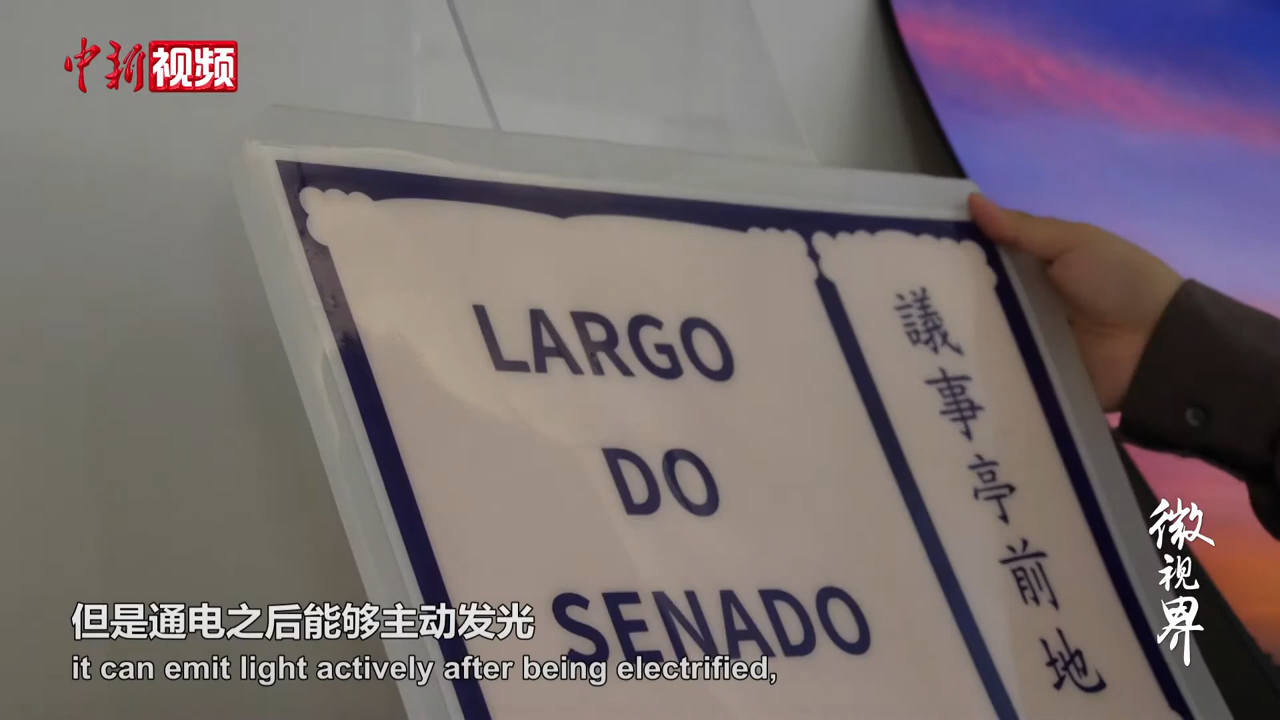 中新视频
LARGO
DO
SENADO
議事亭前地
微视界
但是通电之后能够主动发光
it can emit light actively after being electrified,